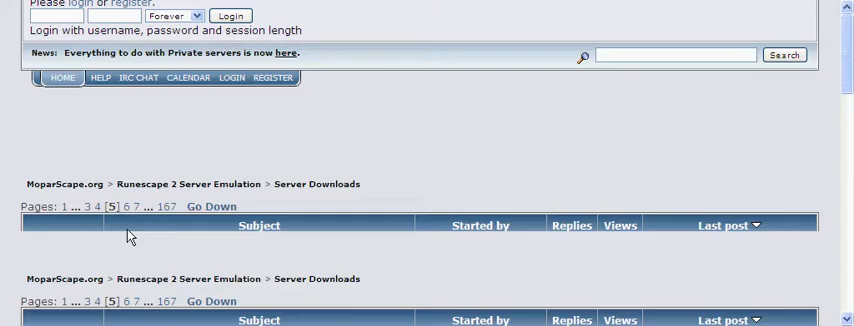 Please login or register.
Forever Login
Login with username, password and session length
News: Everything to do with Private servers is now here.
Search
HOME HELP IRC CHAT CALENDAR LOGIN REGISTER
MoparScape.org > Runescape 2 Server Emulation > Server Downloads
Pages: 1 ... 3 4 [5] 6 7 ... 167 Go Down
Subject Started by Replies Views Last post
MoparScape.org > Runescape 2 Server Emulation > Server Downloads
Pages: 1 ... 3 4 [5] 6 7 ... 167 Go Down
Subject Started by Replies Views Last post